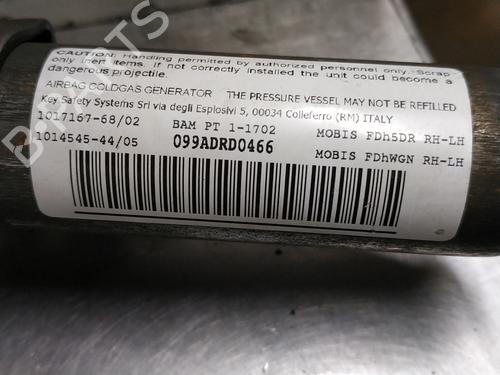 CAUTION: Handling permitted by authorized personnel only. Scrap
only inert items. If not correctly installed the unit could become a
dangerous projectile.
AIRBAG COLDGAS GENERATOR THE PRESSURE VESSEL MAY NOT BE REFILLED
Key Safety Systems Srl via degli Esplosivi 5, 00034 Colleferro (RM) ITALY
1017167-68/02 BAM PT 1-1702 MOBIS FDh5DR RH-LH
1014545-44/05 099ADRD0466 MOBIS FDhWGN RH-LH